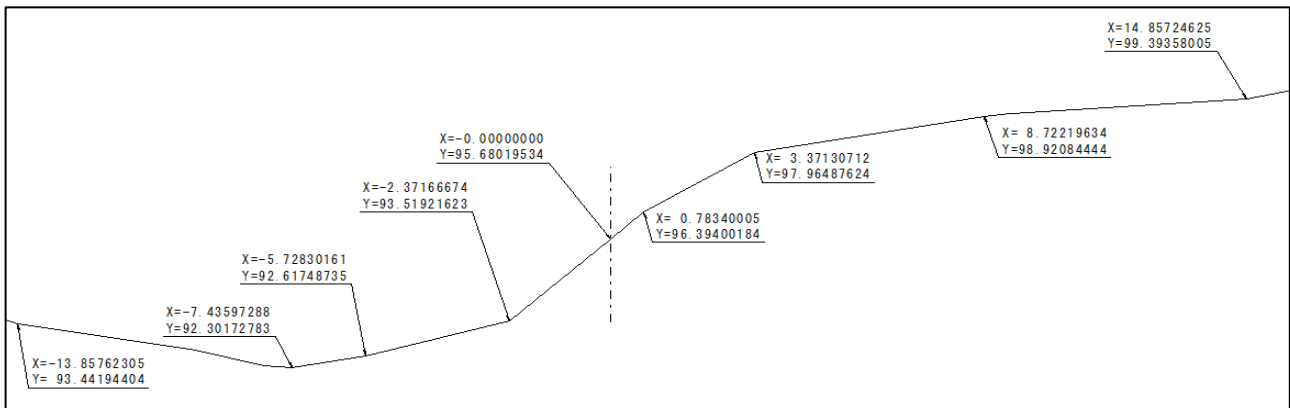 X=14.85724625
Y=99.39358005
X=-0.00000000
Y=95.68019534
X= 8.72219634
Y=98.92084444
X= 3.37130712
Y=97.96487624
X=-2.37166674
Y=93.51921623
X= 0.78340005
Y=96.39400184
X=-5.72830161
Y=92.61748735
X=-7.43597288
Y=92.30172783
X=-13.85762305
Y= 93.44194404